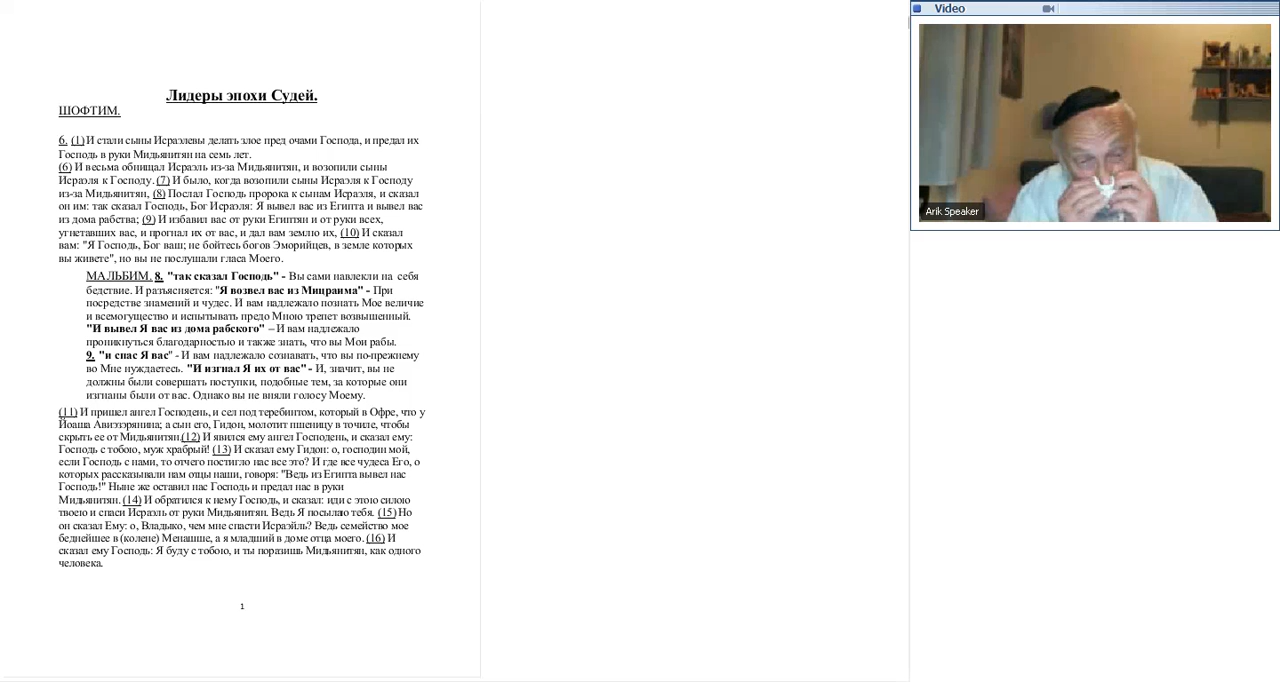 Лидеры эпохи Судей.
ШОФТИМ.
6. (1) И стали сыны Исраэлевы делать злое пред очами Господа, и предал их
Господь в руки Мидьянитян на семь лет.
(6) И весьма обнищал Исраэль из-за Мидьянитян, и возопили сыны
Исраэля к Господу. (7) И было, когда возопили сыны Исраэля к Господу
из-за Мидьянитян, (8) Послал Господь пророка к сынам Исраэля, и сказал
он им: так сказал Господь, Бог Исраэля: Я вывел вас из Египта и вывел вас
из дома рабства; (9) И избавил вас от руки Египтян и от руки всех,
угнетавших вас, и прогнал их от вас, и дал вам землю их, (10) И сказал
вам: "Я Господь, Бог ваш; не бойтесь богов Эморийцев, в земле которых
вы живете", но вы не послушали гласа Моего.
МАЛЬБИМ. 8. "так сказал Господь" - Вы сами навлекли на себя
бедствие. И разъясняется: "Я возвел вас из Мицраима" - При
посредстве знамений и чудес. И вам надлежало познать Мое величие
и всемогущество и испытывать предо Мною трепет возвышенный.
"И вывел Я вас из дома рабского" – И вам надлежало
проникнуться благодарностью и также знать, что вы Мои рабы.
9. "и спас Я вас" - И вам надлежало сознавать, что вы по-прежнему
во Мне нуждаетесь. "И изгнал Я их от вас" - И, значит, вы не
должны были совершать поступки, подобные тем, за которые они
изгнаны были от вас. Однако вы не вняли голосу Моему.
(11) И пришел ангел Господень, и сел под теребинтом, который в Офре, что у
Йоаша Авиэзэрянина; а сын его, Гидон, молотит пшеницу в точиле, чтобы
скрыть ее от Мидьянитян.(12) И явился ему ангел Господень, и сказал ему:
Господь с тобою, муж храбрый! (13) И сказал ему Гидон: о, господин мой,
если Господь с нами, то отчего постигло нас все это? И где все чудеса Его, о
которых рассказывали нам отцы наши, говоря: "Ведь из Египта вывел нас
Господь!" Ныне же оставил нас Господь и предал нас в руки
Мидьянитян. (14) И обратился к нему Господь, и сказал: иди с этою силою
твоею и спаси Исраэль от руки Мидьянитян. Ведь Я посылаю тебя. (15) Но
он сказал Ему: о, Владыко, чем мне спасти Исраэйль? Ведь семейство мое
беднейшее в (колене) Менашше, а я младший в доме отца моего. (16) И
сказал ему Господь: Я буду с тобою, и ты поразишь Мидьянитян, как одного
человека.
1
Video
Arik Speaker